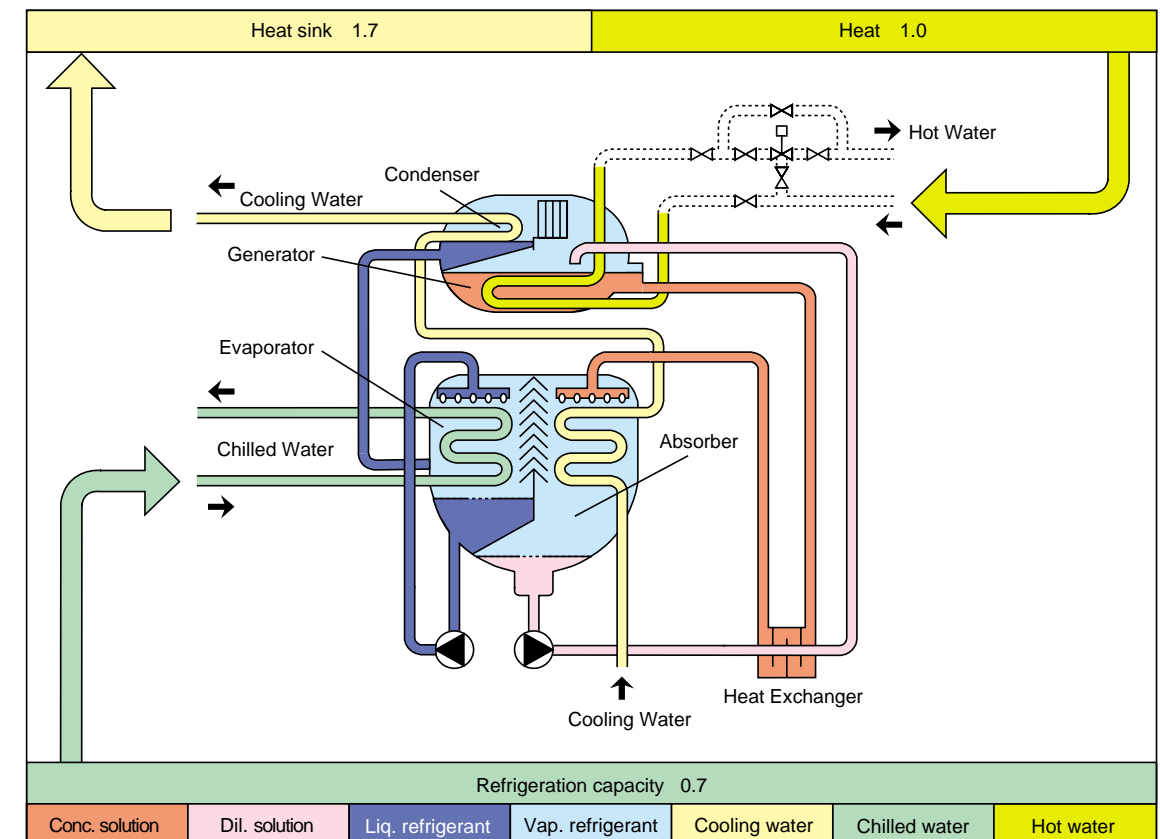 Heat sink 1.7
Heat 1.0
Hot Water
Condenser
Cooling Water
Generator
Evaporator
Chilled Water
Absorber
Heat Exchanger
Cooling Water
Refrigeration capacity 0.7
Conc. solution
Dil. solution
Liq. refrigerant
Vap. refrigerant
Cooling water
Chilled water
Hot water